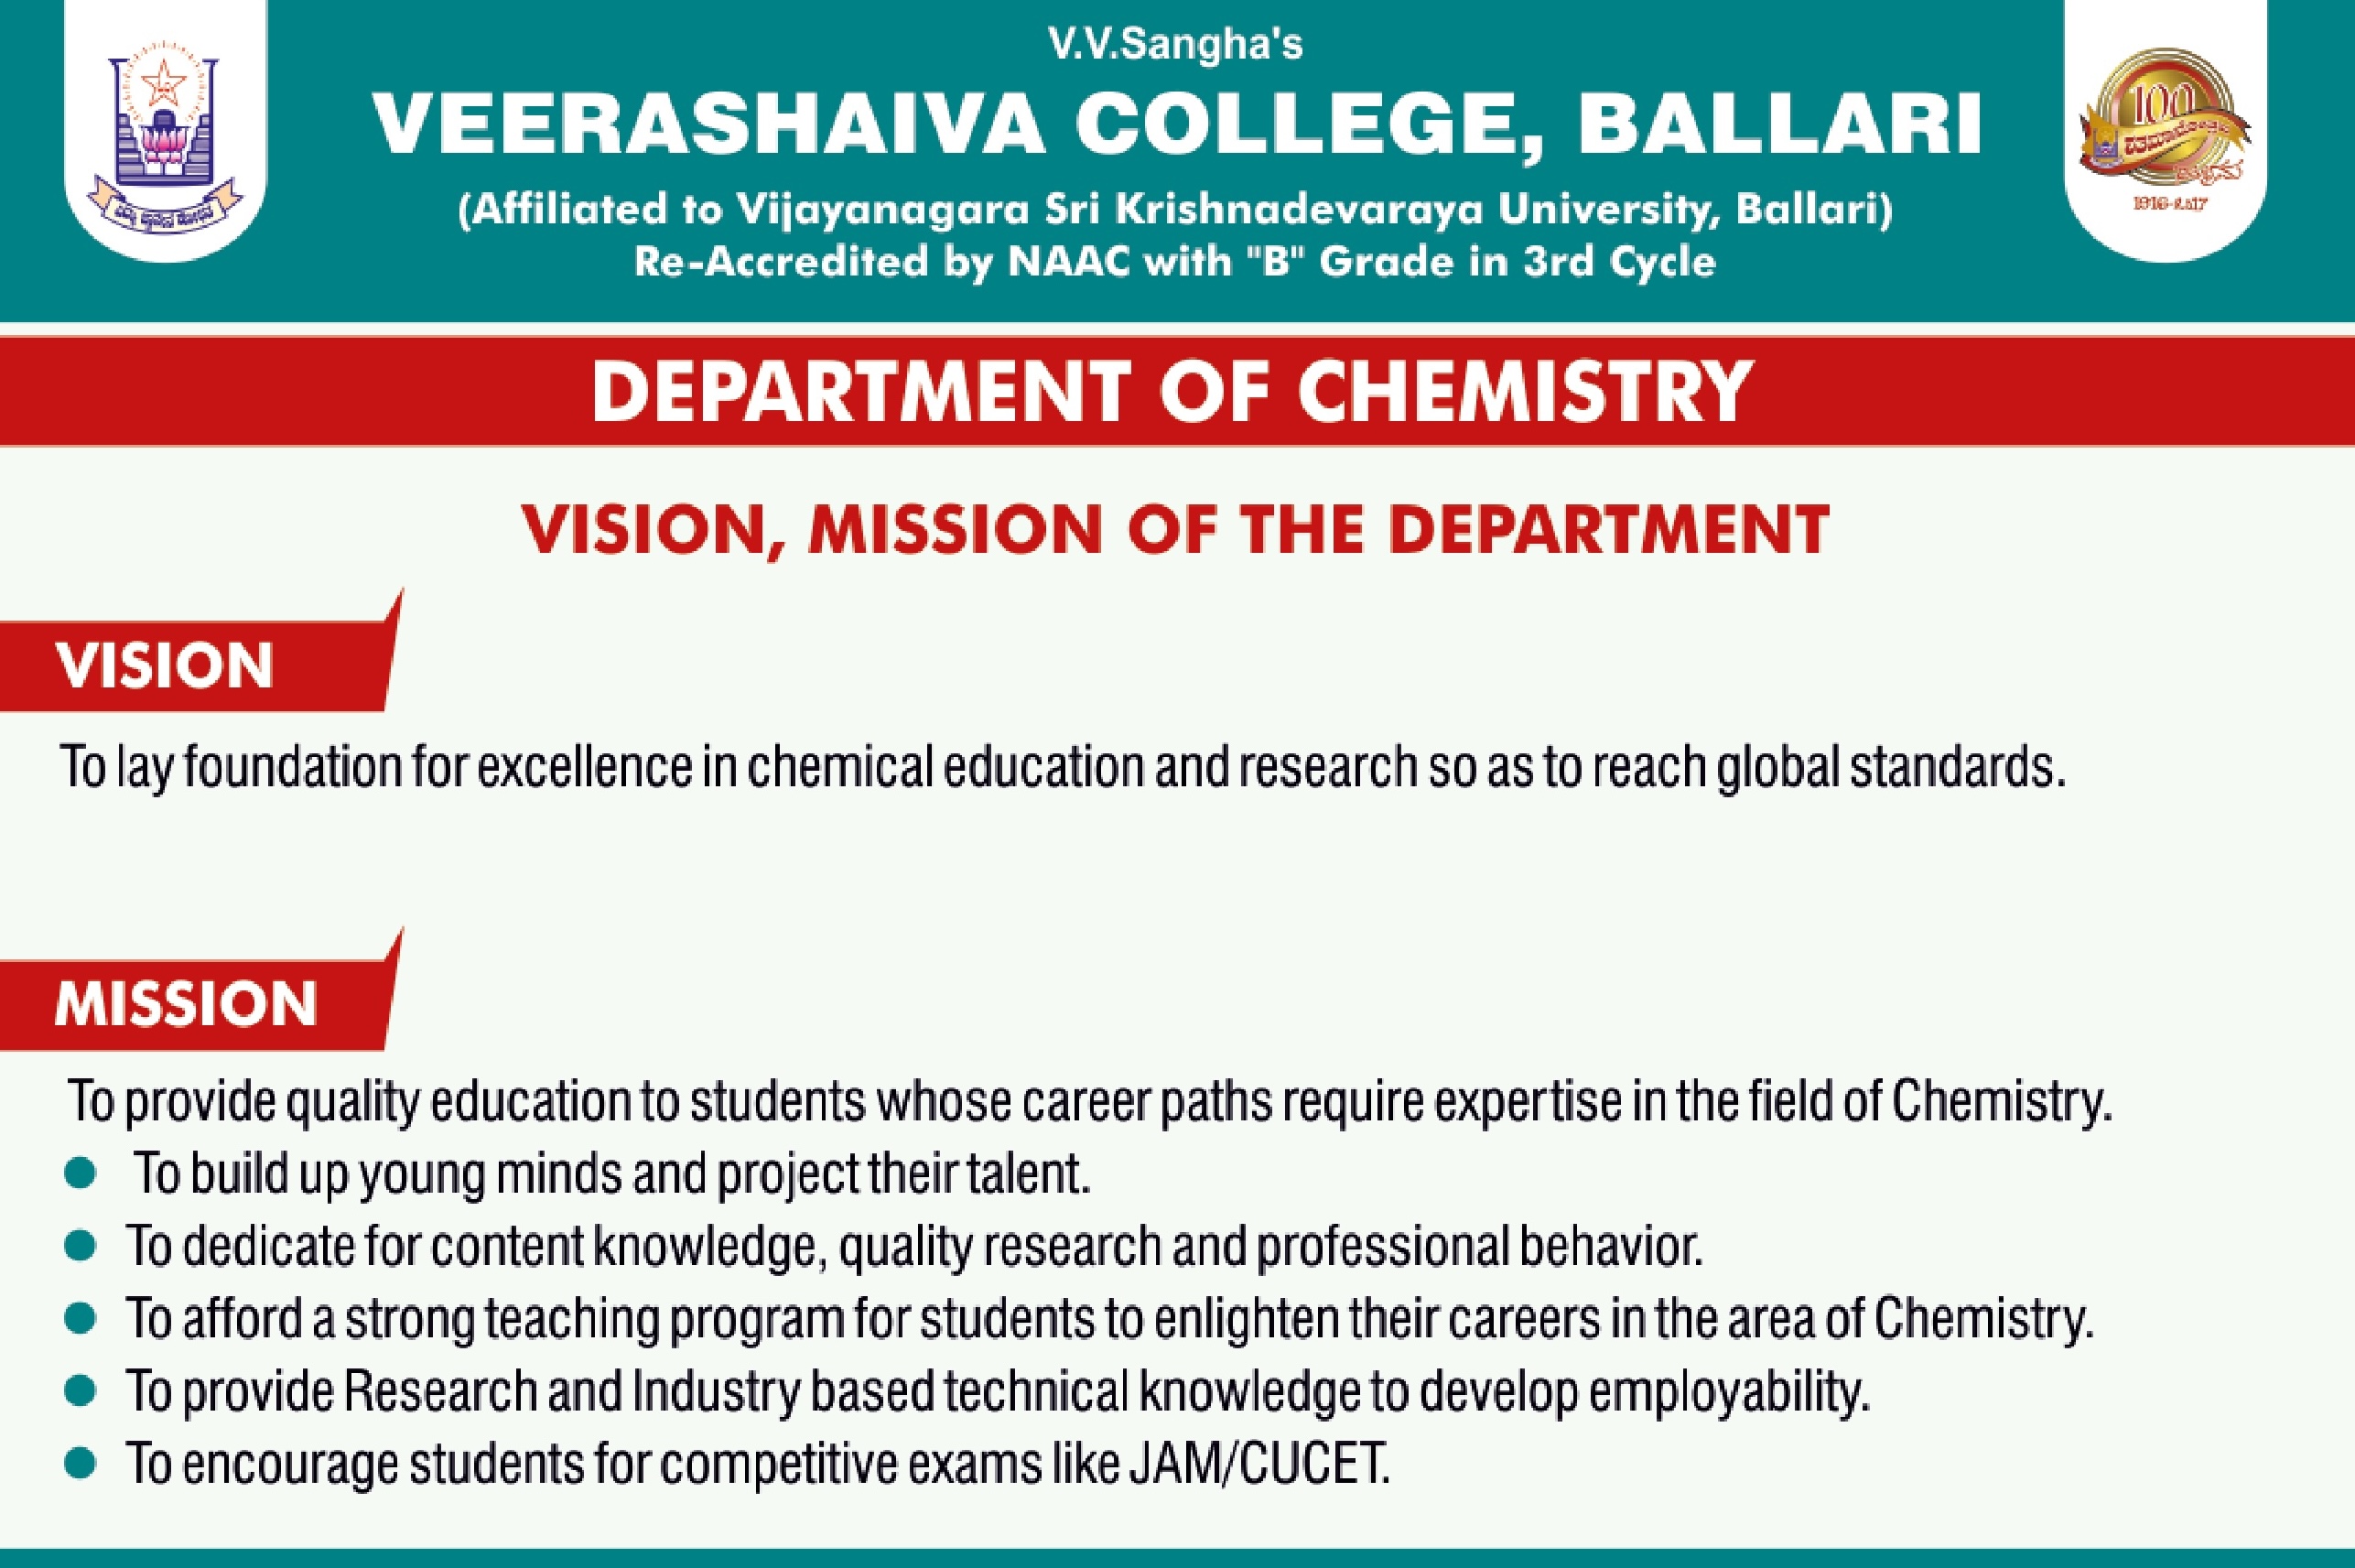 V.V.Sangha's
VEERASHAIVA COLLEGE, BALLARI
(Affiliated to Vijayanagara Sri Krishnadevaraya University, Ballari)
Re-Accredited by NAAC with "B" Grade in 3rd Cycle
100
DEPARTMENT OF CHEMISTRY
VISION, MISSION OF THE DEPARTMENT
VISION
To lay foundation for excellence in chemical education and research so as to reach global standards.
MISSION
To provide quality education to students whose career paths require expertise in the field of Chemistry.
● To build up young minds and project their talent.
● To dedicate for content knowledge, quality research and professional behavior.
● To afford a strong teaching program for students to enlighten their careers in the area of Chemistry.
● To provide Research and Industry based technical knowledge to develop employability.
● To encourage students for competitive exams like JAM/CUCET.